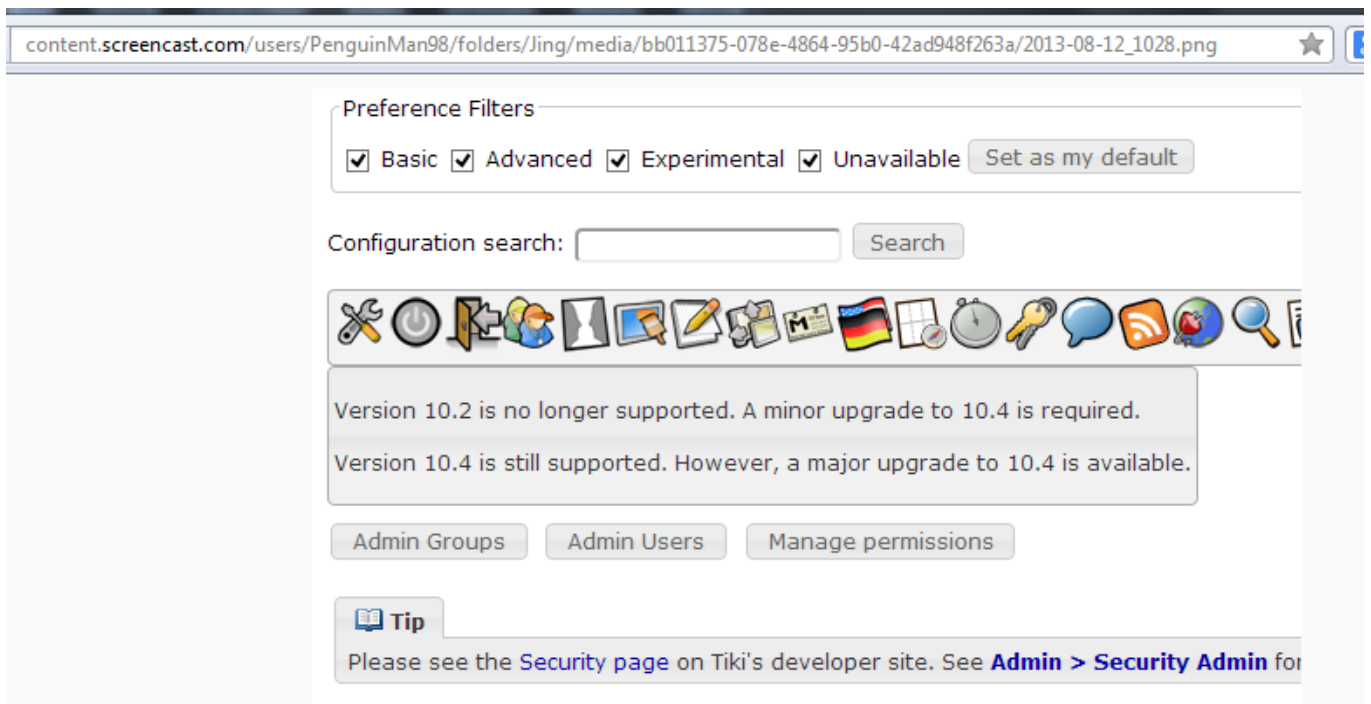 content.screencast.com/users/PenguinMan98/folders/Jing/media/bb011375-078e-4864-95b0-42ad948f263a/2013-08-12_1028.png
Preference Filters
Basic Advanced Experimental Unavailable Set as my default
Configuration search: Search
Version 10.2 is no longer supported. A minor upgrade to 10.4 is required.
Version 10.4 is still supported. However, a major upgrade to 10.4 is available.
Admin Groups Admin Users Manage permissions
Tip
Please see the Security page on Tiki's developer site. See Admin > Security Admin for